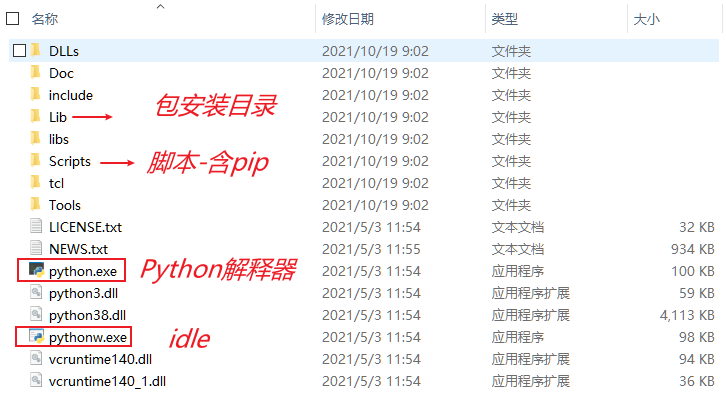 名称 修改日期 类型 大小
DLLs 2021/10/19 9:02 文件夹
Doc 2021/10/19 9:02 文件夹
include 2021/10/19 9:02 文件夹
Lib 包安装目录 2021/10/19 9:02 文件夹
libs 2021/10/19 9:02 文件夹
Scripts 脚本-含pip 2021/10/19 9:02 文件夹
tcl 2021/10/19 9:02 文件夹
Tools 2021/10/19 9:02 文件夹
LICENSE.txt 2021/5/3 11:54 文本文档 32 KB
NEWS.txt 2021/5/3 11:55 文本文档 934 KB
python.exe Python解释器 2021/5/3 11:54 应用程序 100 KB
python3.dll 2021/5/3 11:54 应用程序扩展 59 KB
python38.dll 2021/5/3 11:54 应用程序扩展 4,113 KB
pythonw.exe idle 2021/5/3 11:54 应用程序 98 KB
vcruntime140.dll 2021/5/3 11:54 应用程序扩展 94 KB
vcruntime140_1.dll 2021/5/3 11:54 应用程序扩展 36 KB